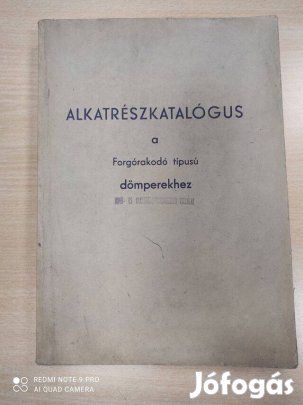 ALKATRÉSZKATALÓGUS
a
Forgórakodó típusú
dömperekhez
REDMI NOTE 9 PRO
AI QUAD CAMERA
Jófogás